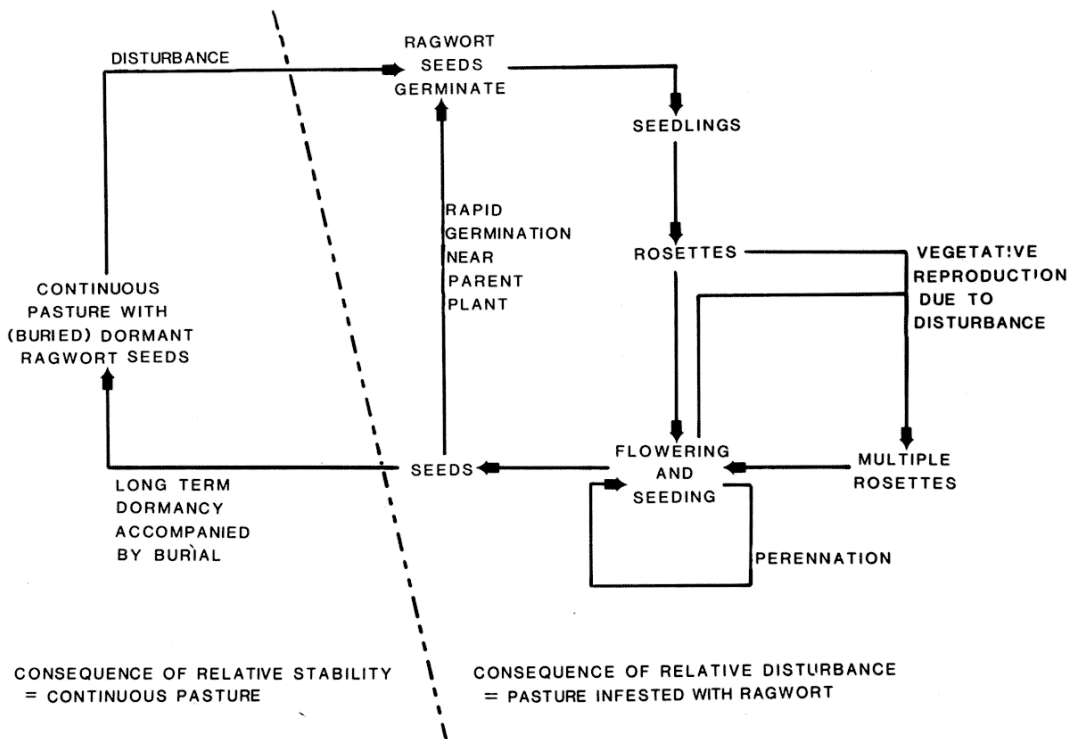 DISTURBANCE
RAGWORT
SEEDS
GERMINATE
SEEDLINGS
RAPID
GERMINATION
NEAR
PARENT
PLANT
ROSETTES
VEGETATIVE
REPRODUCTION
DUE TO
DISTURBANCE
CONTINUOUS
PASTURE WITH
(BURIED) DORMANT
RAGWORT SEEDS
SEEDS
FLOWERING
AND
SEEDING
MULTIPLE
ROSETTES
LONG TERM
DORMANCY
ACCOMPANIED
BY BURIAL
PERENNATION
CONSEQUENCE OF RELATIVE STABILITY
= CONTINUOUS PASTURE
CONSEQUENCE OF RELATIVE DISTURBANCE
= PASTURE INFESTED WITH RAGWORT